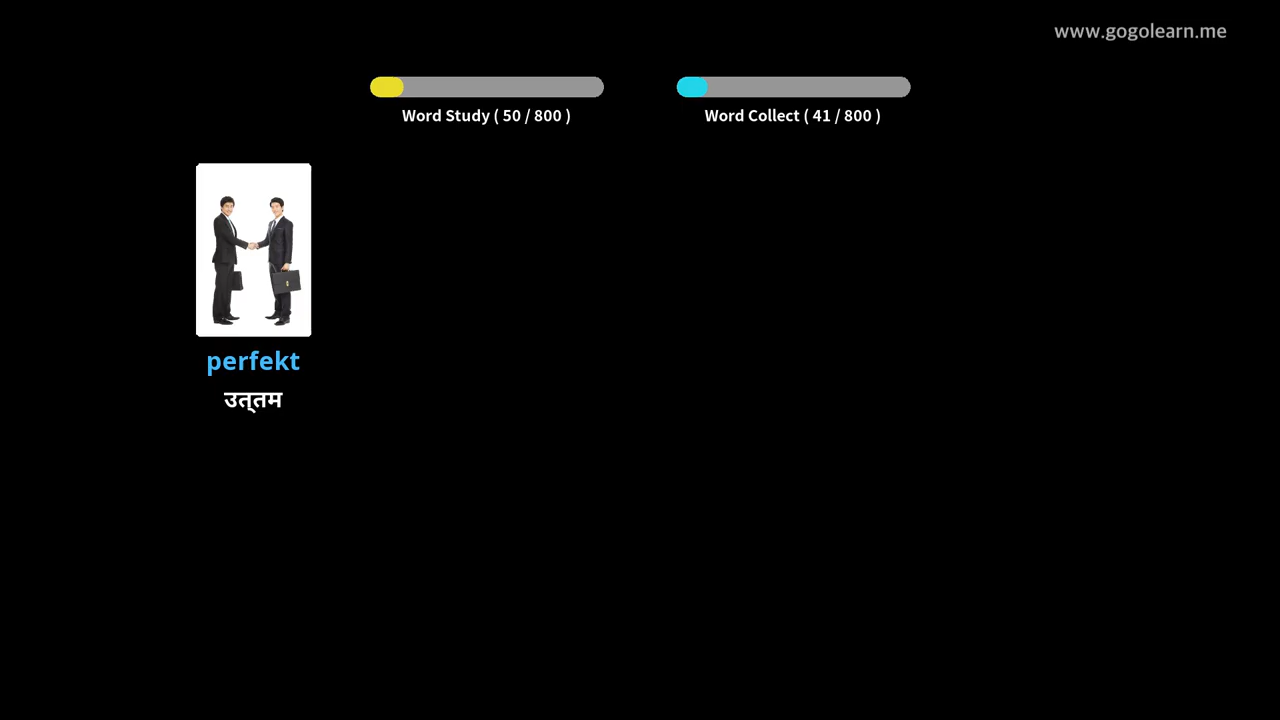 www.gogolearn.me
Word Study ( 50 / 800 )
Word Collect ( 41 / 800 )
perfekt
उत्तम